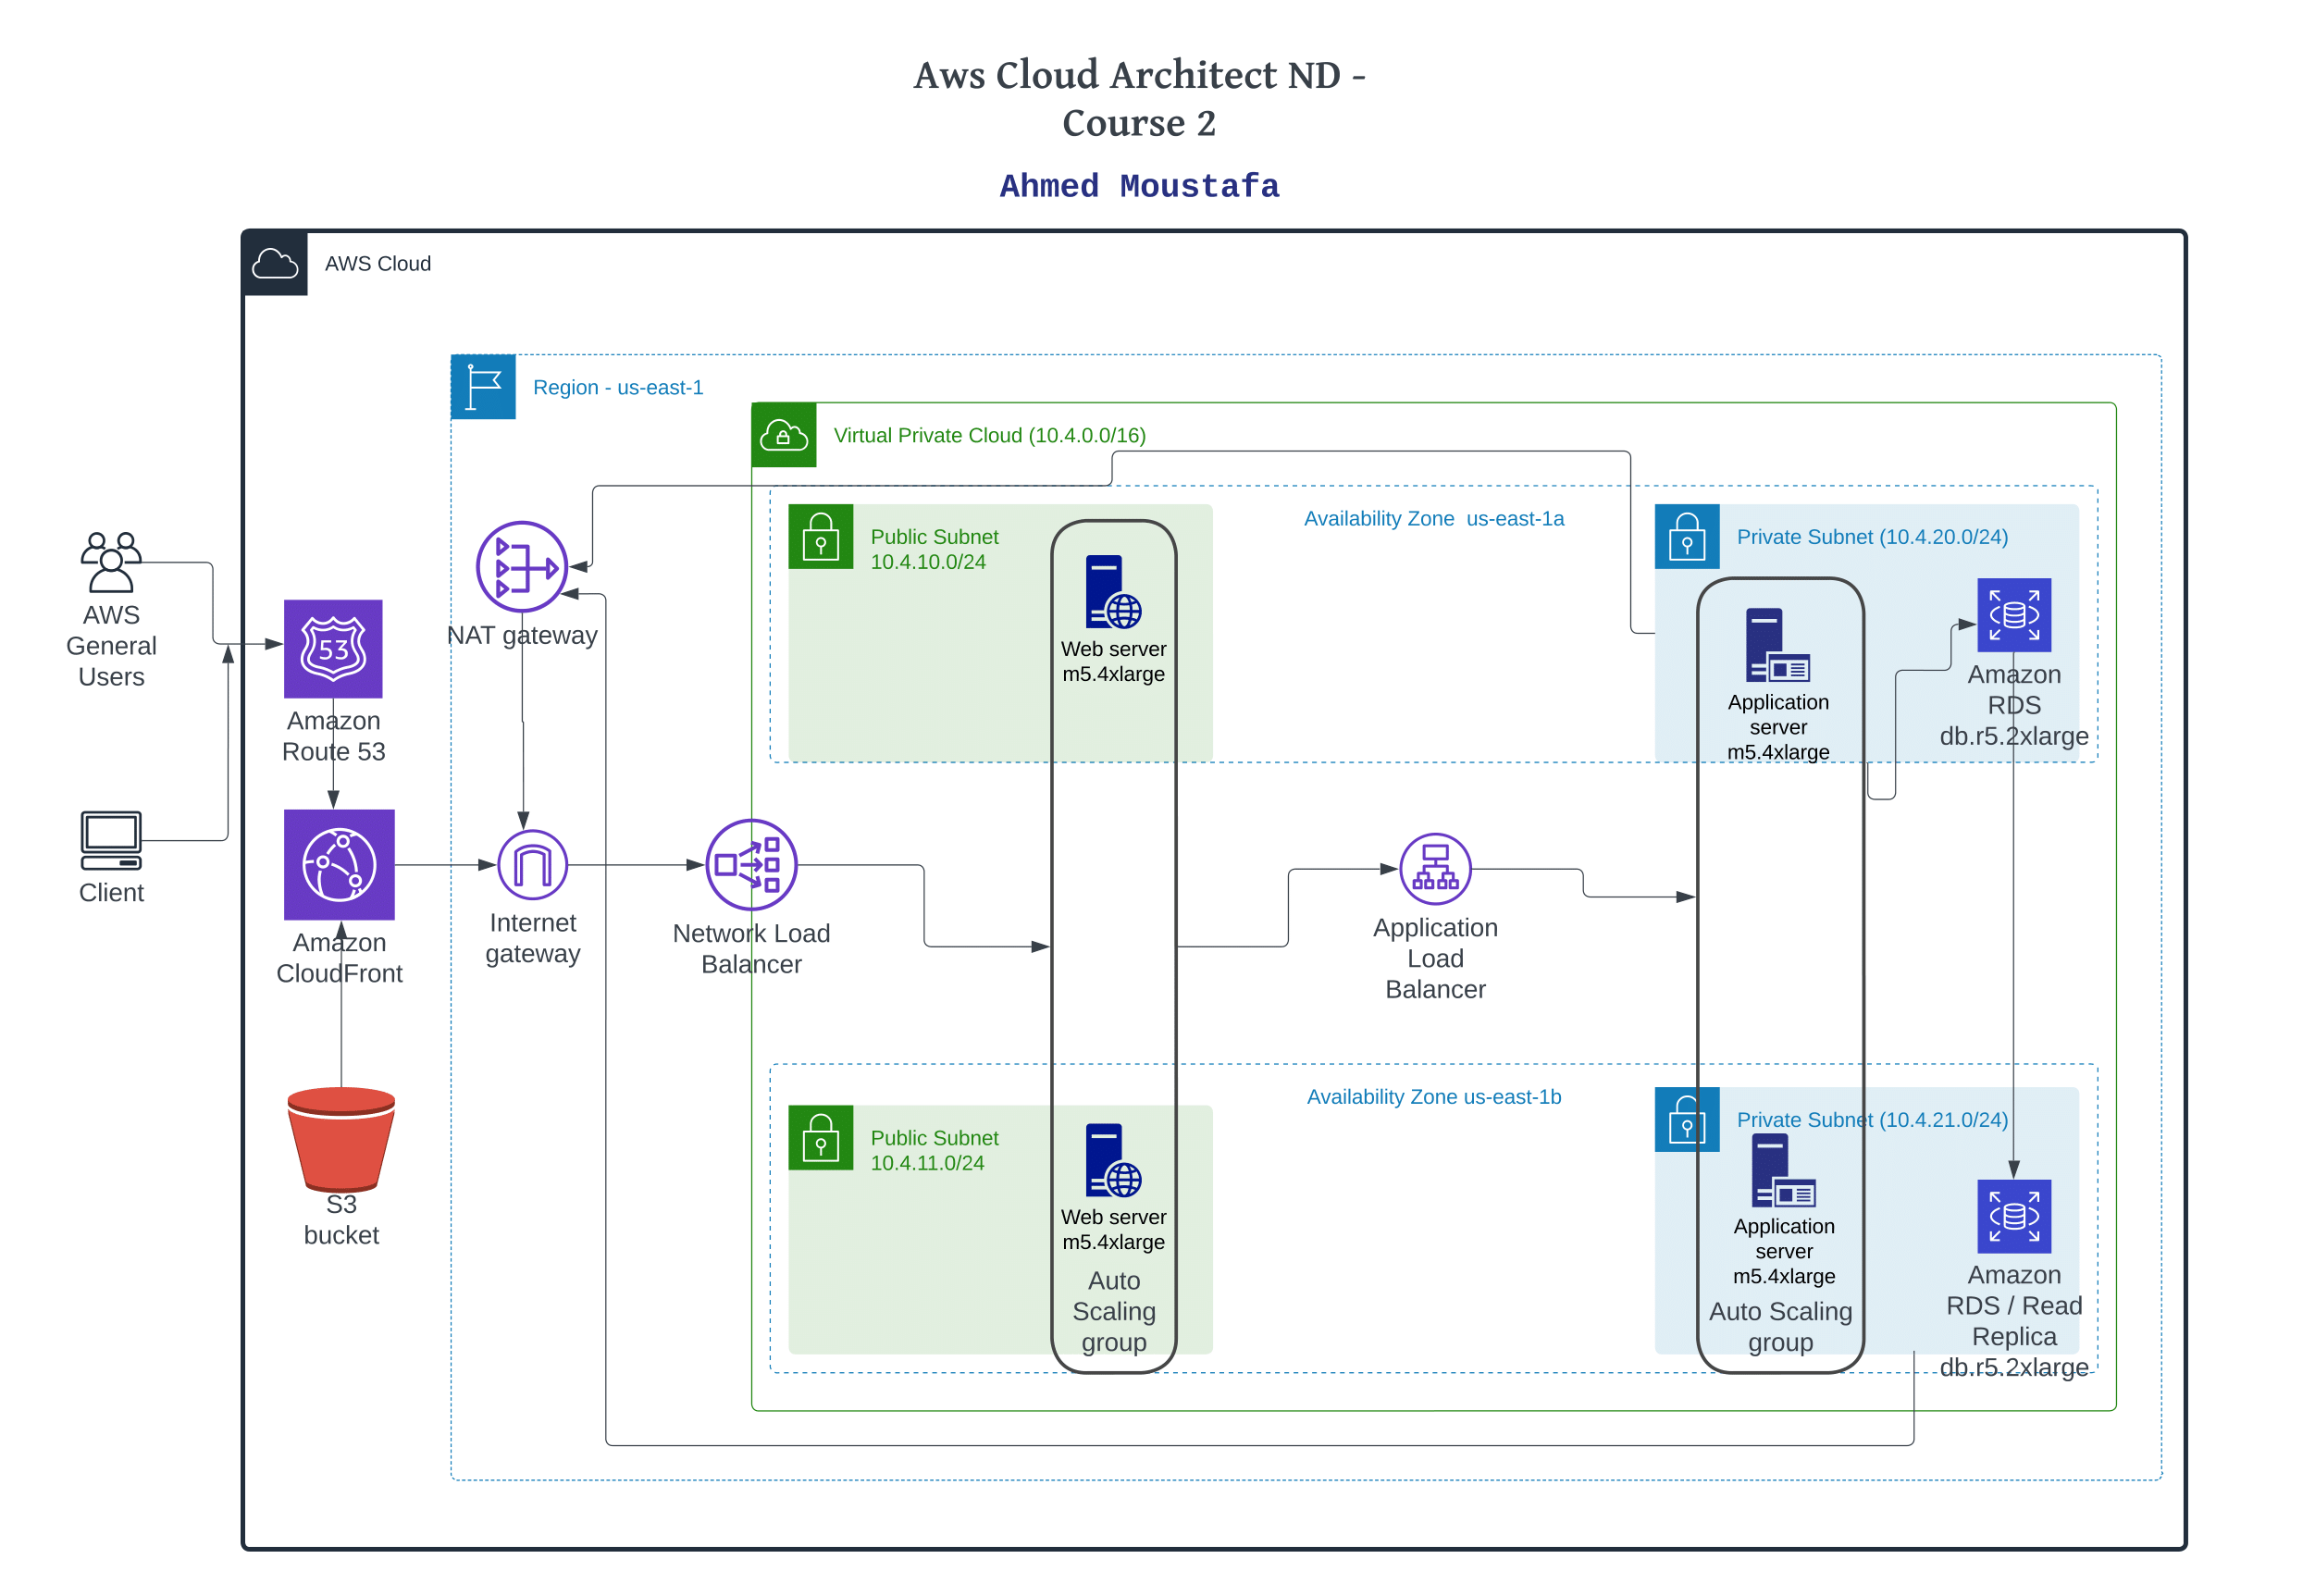 Aws Cloud Architect ND -
Course 2
Ahmed Moustafa
AWS Cloud
Region - us-east-1
Virtual Private Cloud (10.4.0.0/16)
AWS
General
Users
Client
53
Amazon
Route 53
Amazon
CloudFront
S3
bucket
NAT gateway
Internet
gateway
Network Load
Balancer
Availability Zone us-east-1a
Public Subnet
10.4.10.0/24
Web server
m5.4xlarge
Private Subnet (10.4.20.0/24)
Application
server
m5.4xlarge
Amazon
RDS
db.r5.2xlarge
Application
Load
Balancer
Availability Zone us-east-1b
Public Subnet
10.4.11.0/24
Web server
m5.4xlarge
Auto
Scaling
group
Private Subnet (10.4.21.0/24)
Application
server
m5.4xlarge
Auto Scaling
group
Amazon
RDS / Read
Replica
db.r5.2xlarge